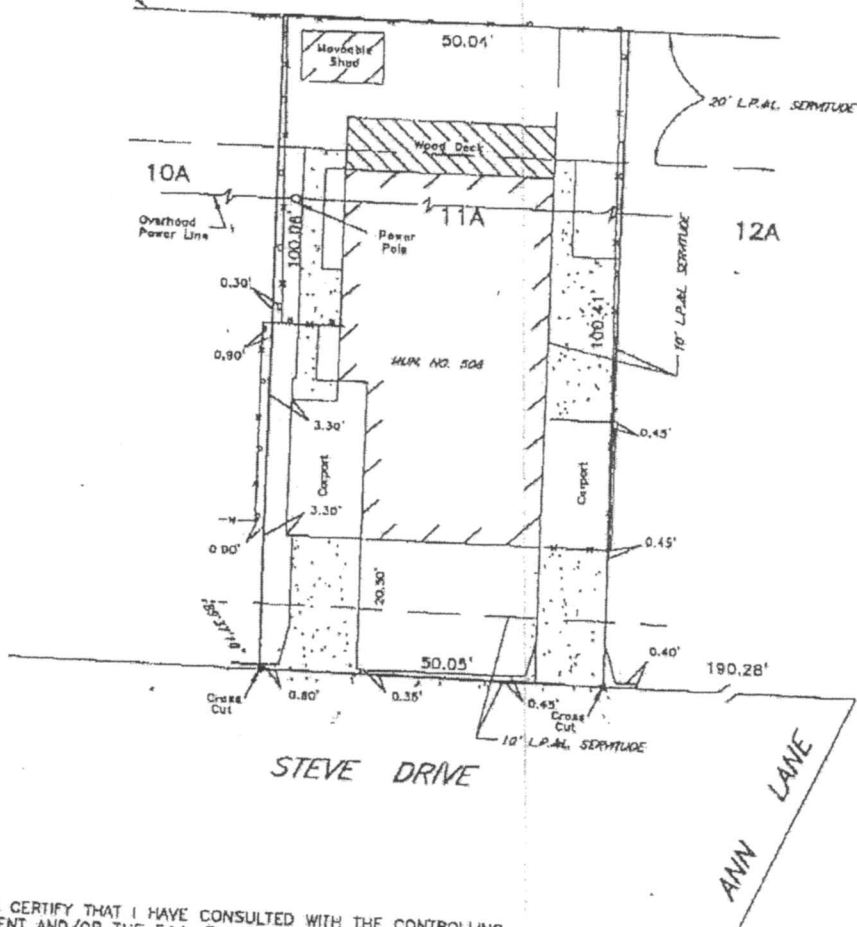 50.04'
Moveable
Shed
20' L.P.&L. SERVITUDE
Wood Deck
10A
11A
12A
Overhead
Power Line
100.06'
Power
Pole
10' L.P.&L. SERVITUDE
0.30'
100.41'
0.90'
MUN. NO. 508
3.30'
0.45'
Carport
Carport
3.30'
0.00'
0.45'
20.50'
50.05'
0.40'
190.28'
Cross
Cut
0.80'
0.35'
0.45'
Cross
Cut
10' L.P.&L. SERVITUDE
STEVE DRIVE
ANN LANE
CERTIFY THAT I HAVE CONSULTED WITH THE CONTROLLING